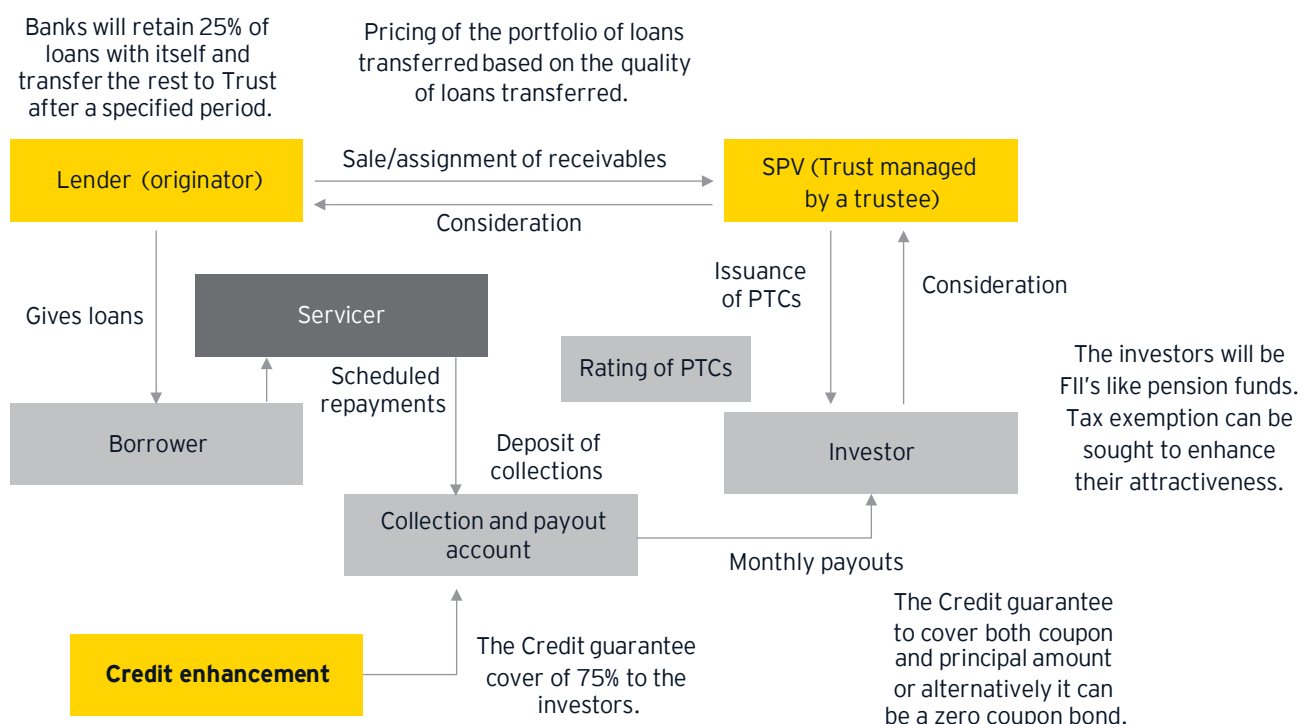 Banks will retain 25% of
loans with itself and
transfer the rest to Trust
after a specified period.
Pricing of the portfolio of loans
transferred based on the quality
of loans transferred.
Lender (originator)
Sale/assignment of receivables
Consideration
SPV (Trust managed
by a trustee)
Gives loans
Servicer
Issuance
of PTCs
Consideration
Rating of PTCs
Scheduled
repayments
The investors will be
FII's like pension funds.
Tax exemption can be
sought to enhance
their attractiveness.
Borrower
Deposit of
collections
Investor
Collection and payout
account
Monthly payouts
Credit enhancement
The Credit guarantee
cover of 75% to the
investors.
The Credit guarantee
to cover both coupon
and principal amount
or alternatively it can
be a zero coupon bond.